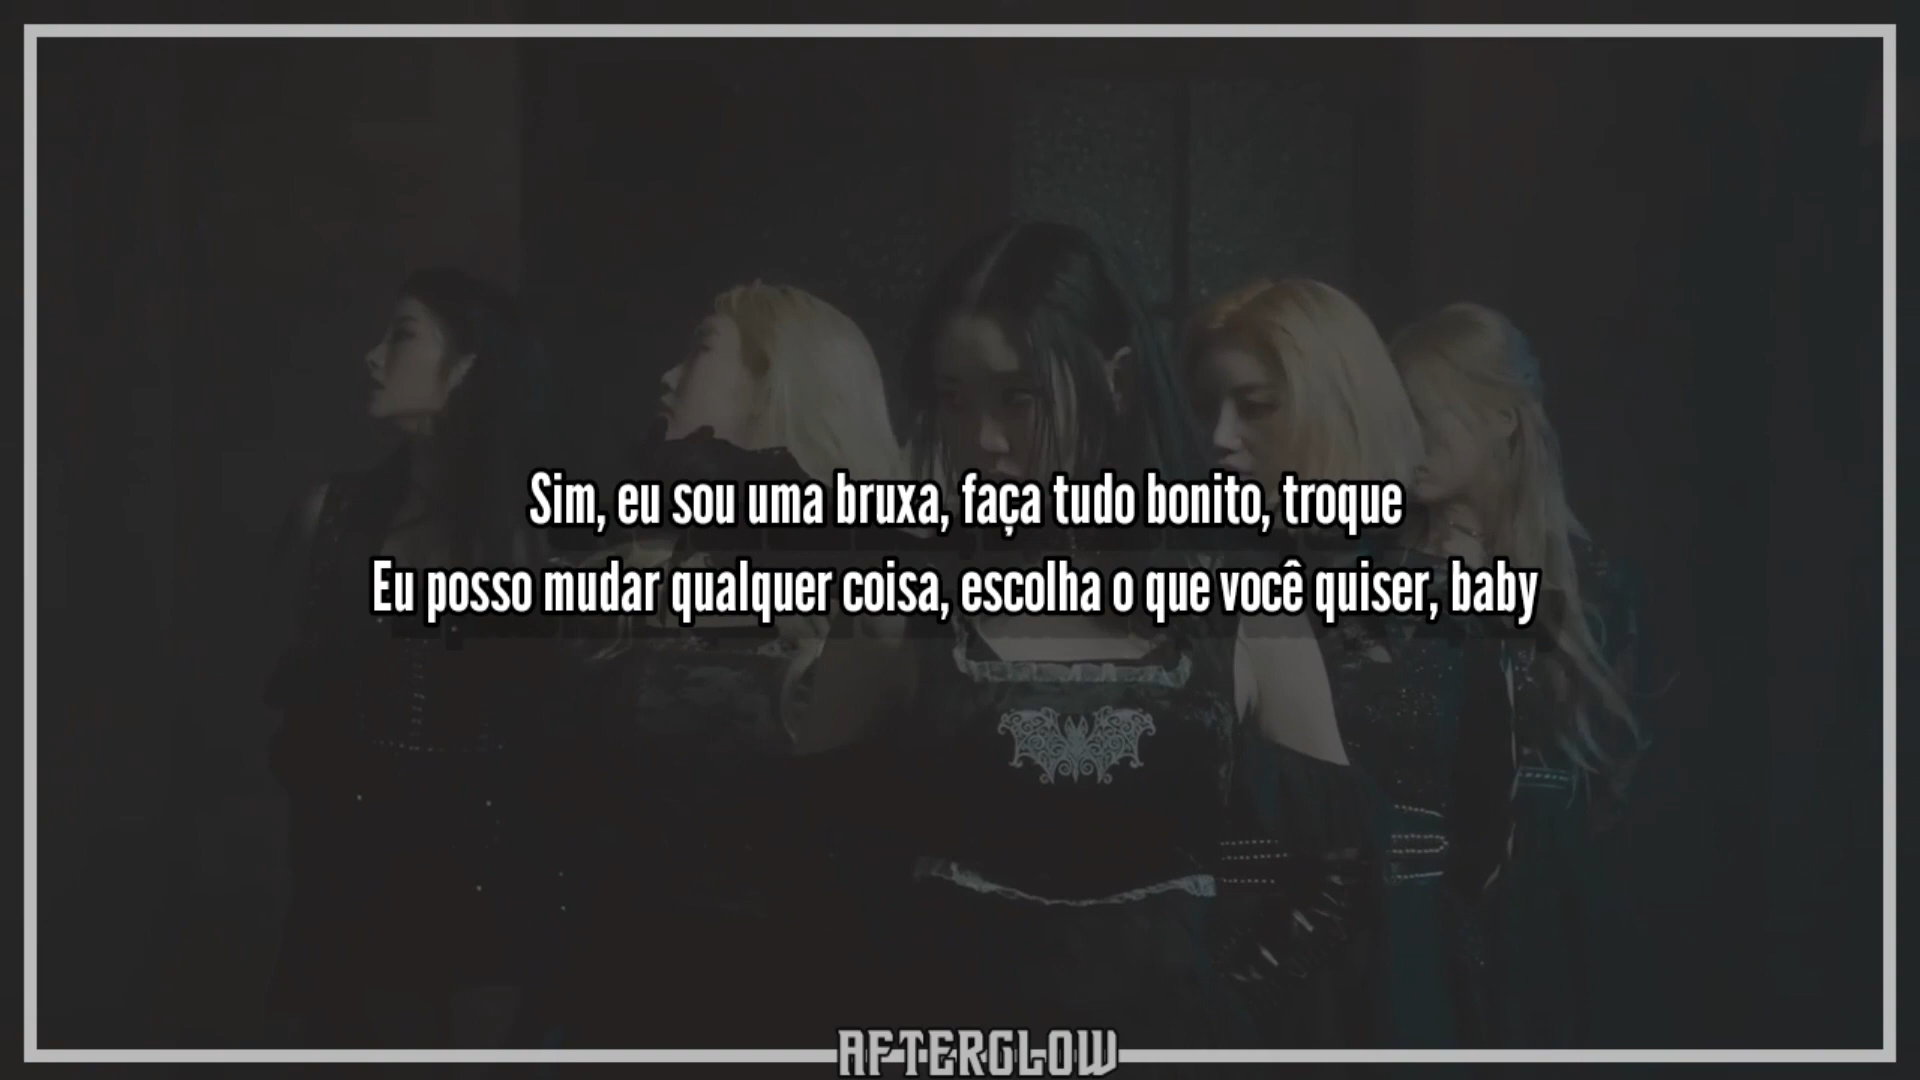 Sim, eu sou uma bruxa, faça tudo bonito, troque
Eu posso mudar qualquer coisa, escolha o que você quiser, baby
AFTERGLOW